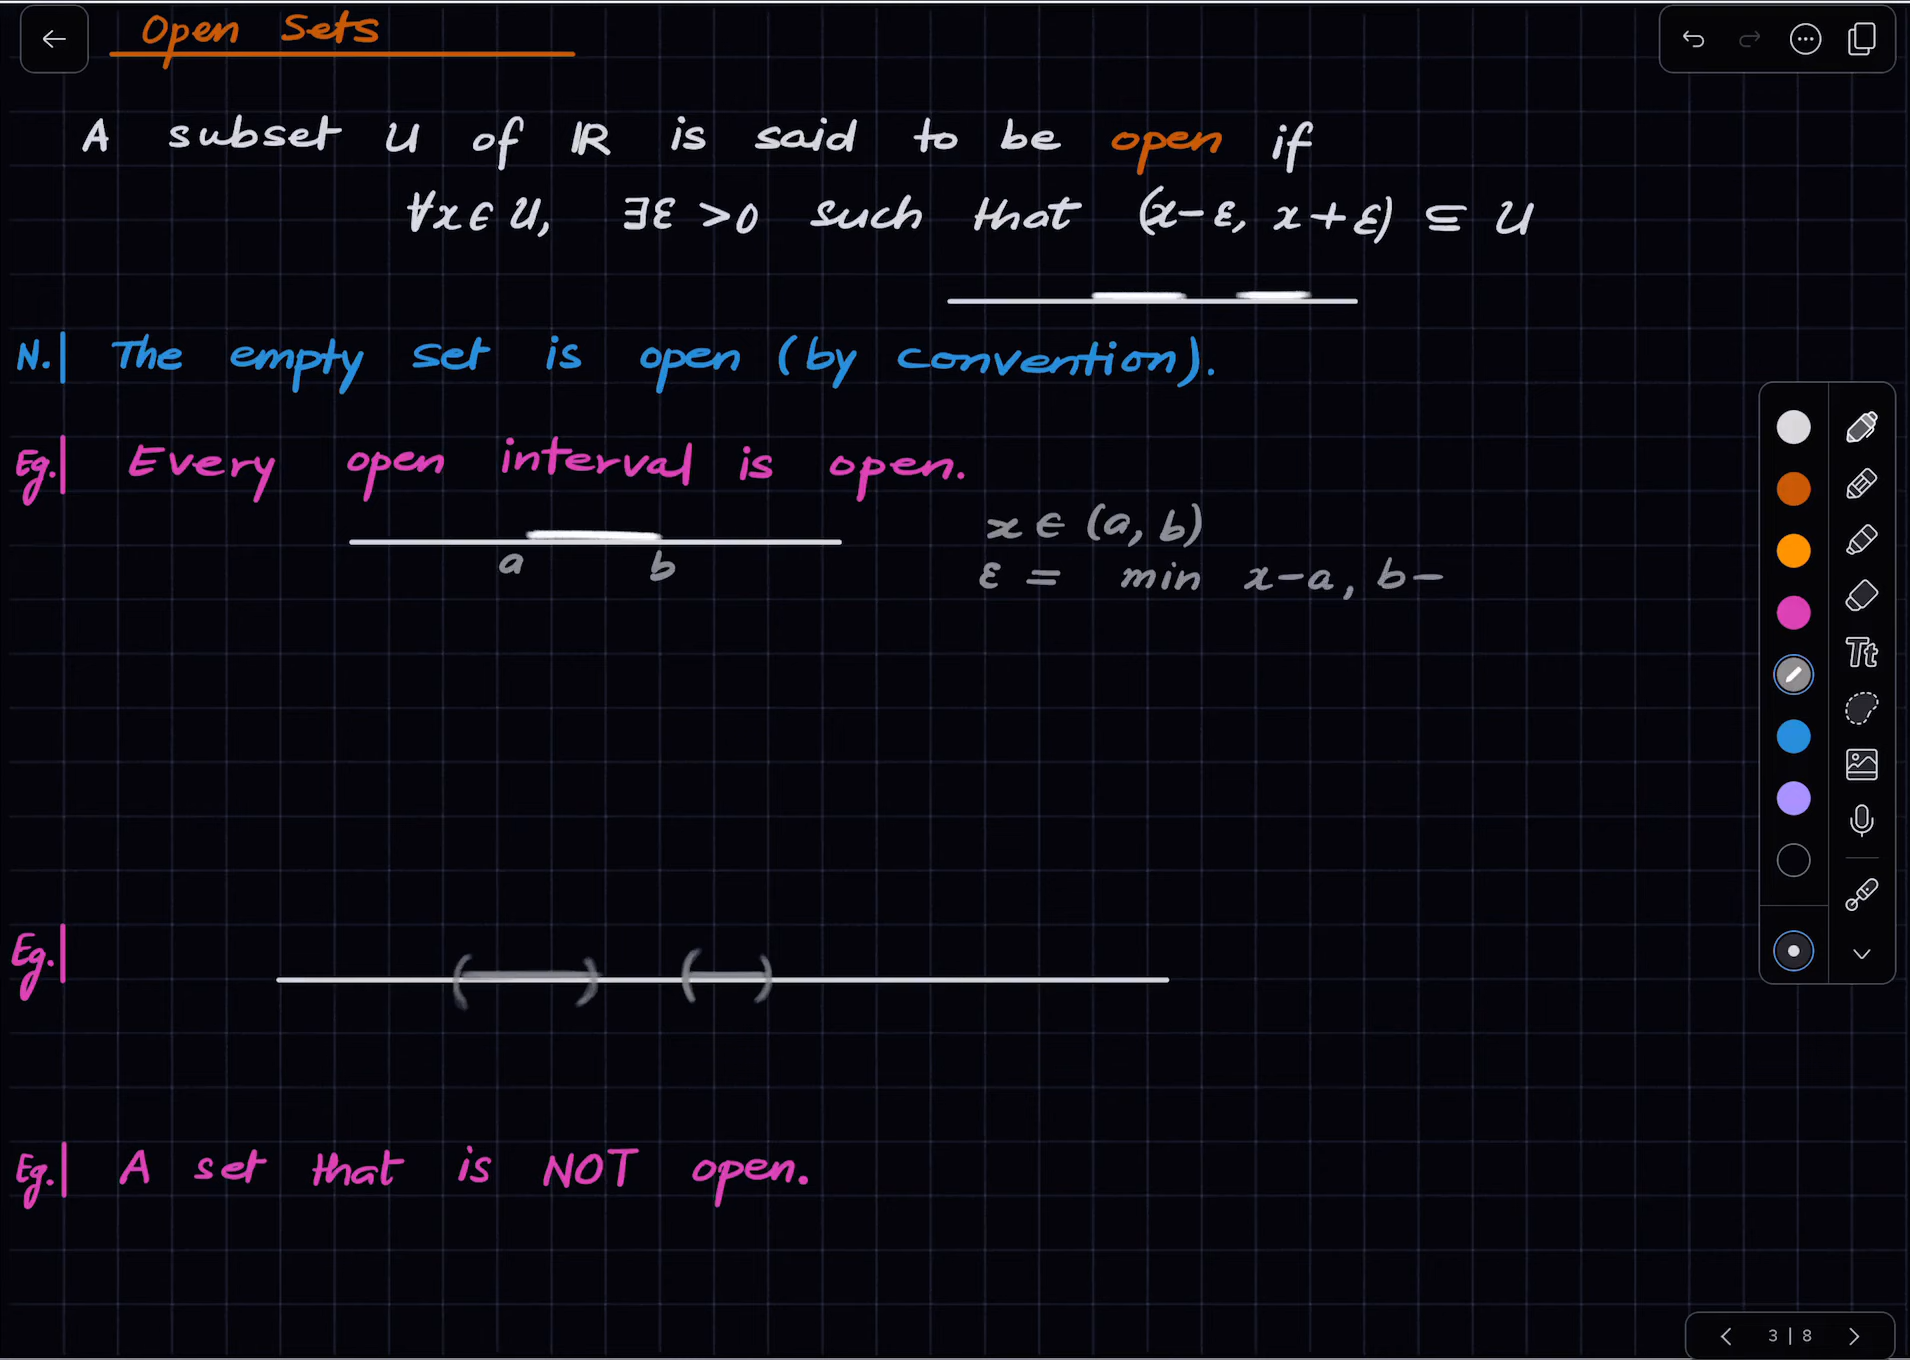 Open Sets
A subset U of ℝ is said to be open if
∀x ∈ U, ∃ε > 0 such that (x-ε, x+ε) ⊆ U
N.| The empty set is open (by convention).
Eg.| Every open interval is open.
a b
x ∈ (a, b)
ε = min x-a, b-
Eg.|
( ) ( )
Eg.| A set that is NOT open.
Tt
3 | 8